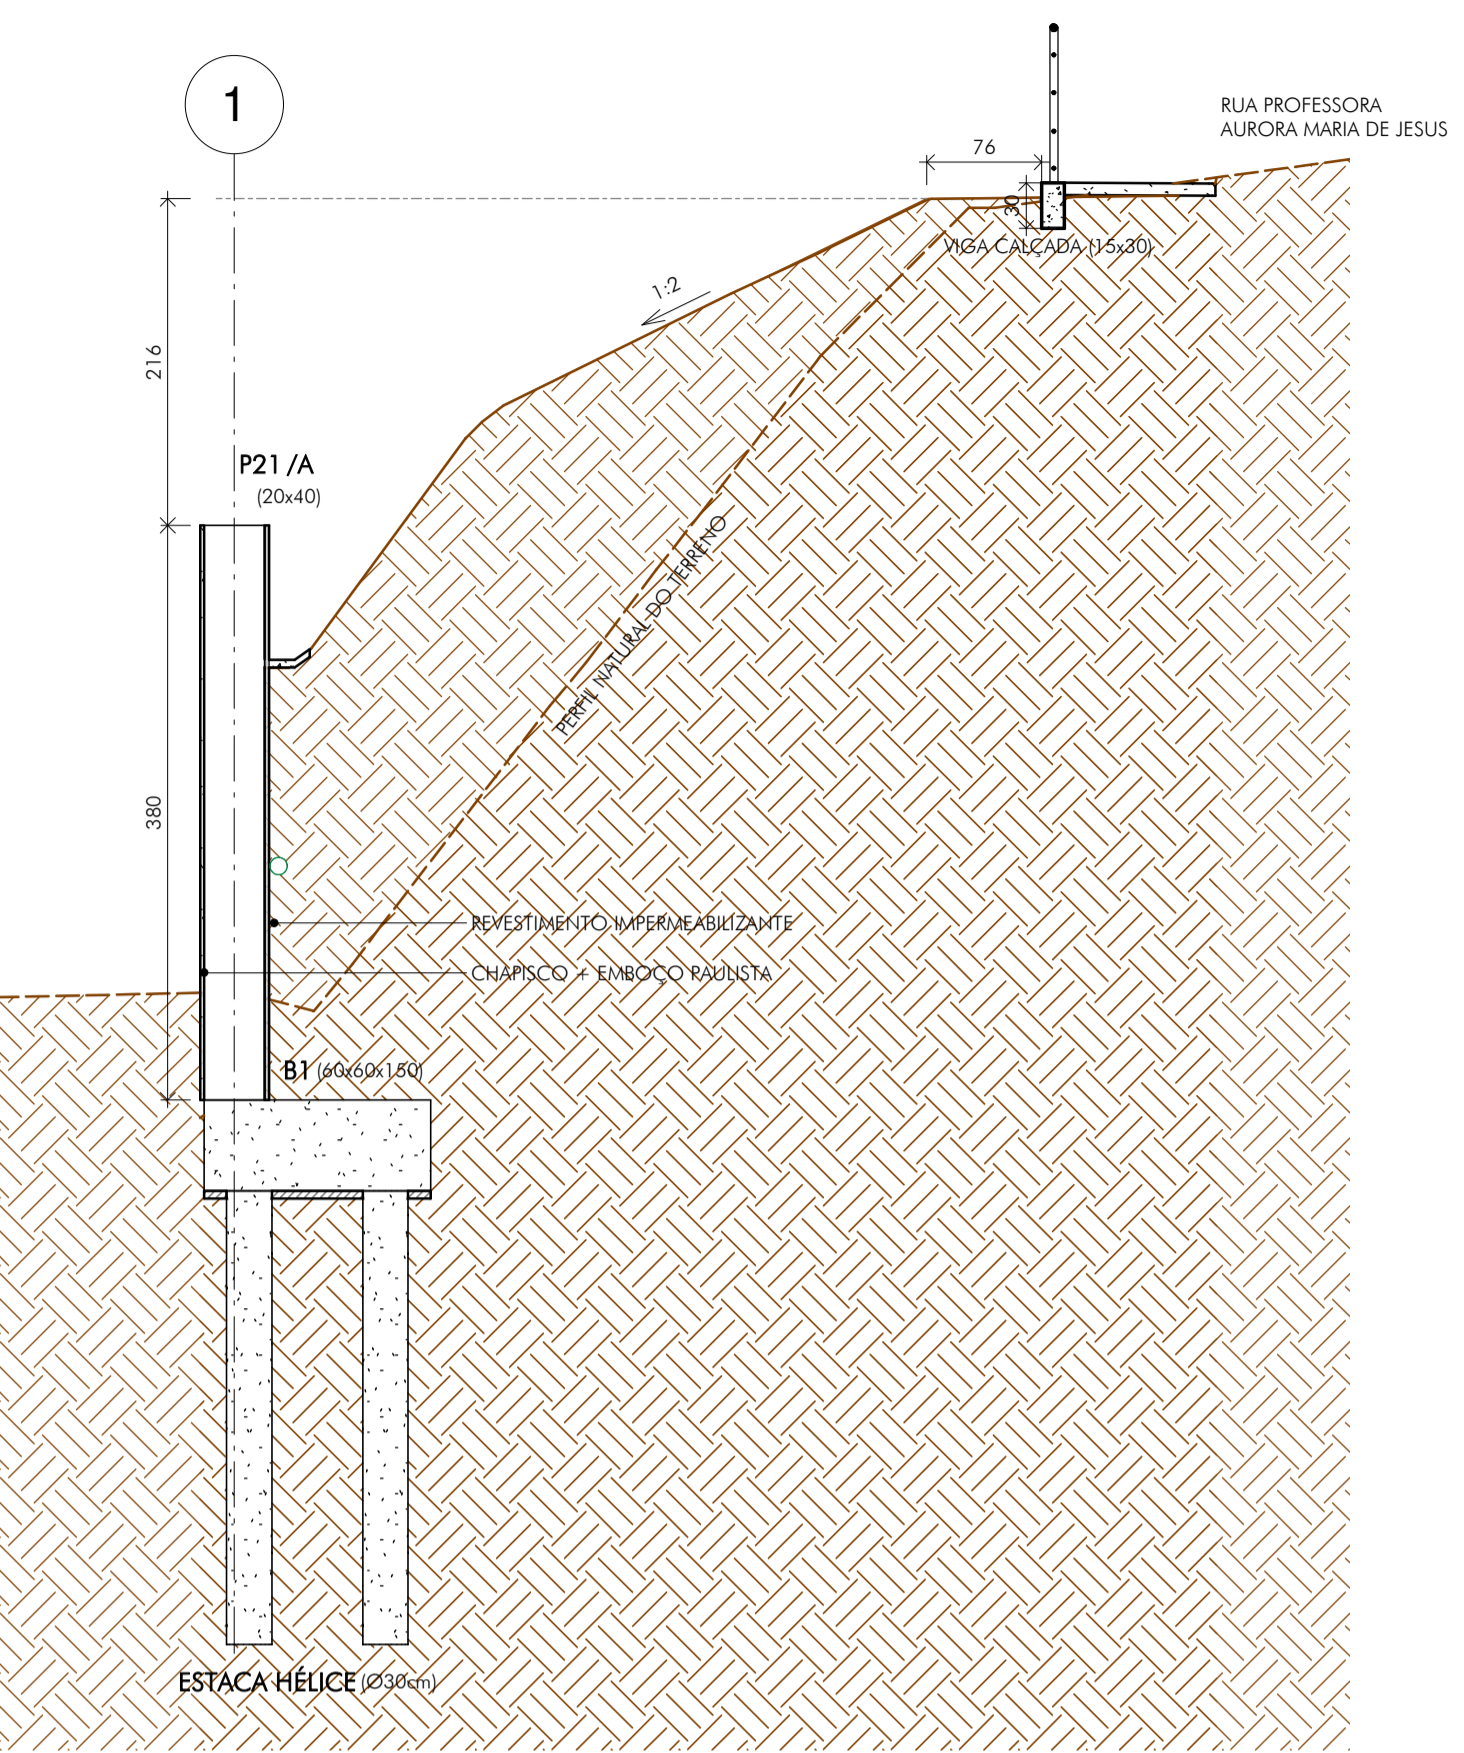 1
RUA PROFESSORA
AURORA MARIA DE JESUS
76
30
VIGA CALÇADA (15x30)
1:2
216
P21 /A
(20x40)
PERFIL NATURAL DO TERRENO
380
REVESTIMENTO IMPERMEABILIZANTE
CHAPISCO + EMBOÇO PAULISTA
B1 (60x60x150)
ESTACA HÉLICE (Ø30cm)